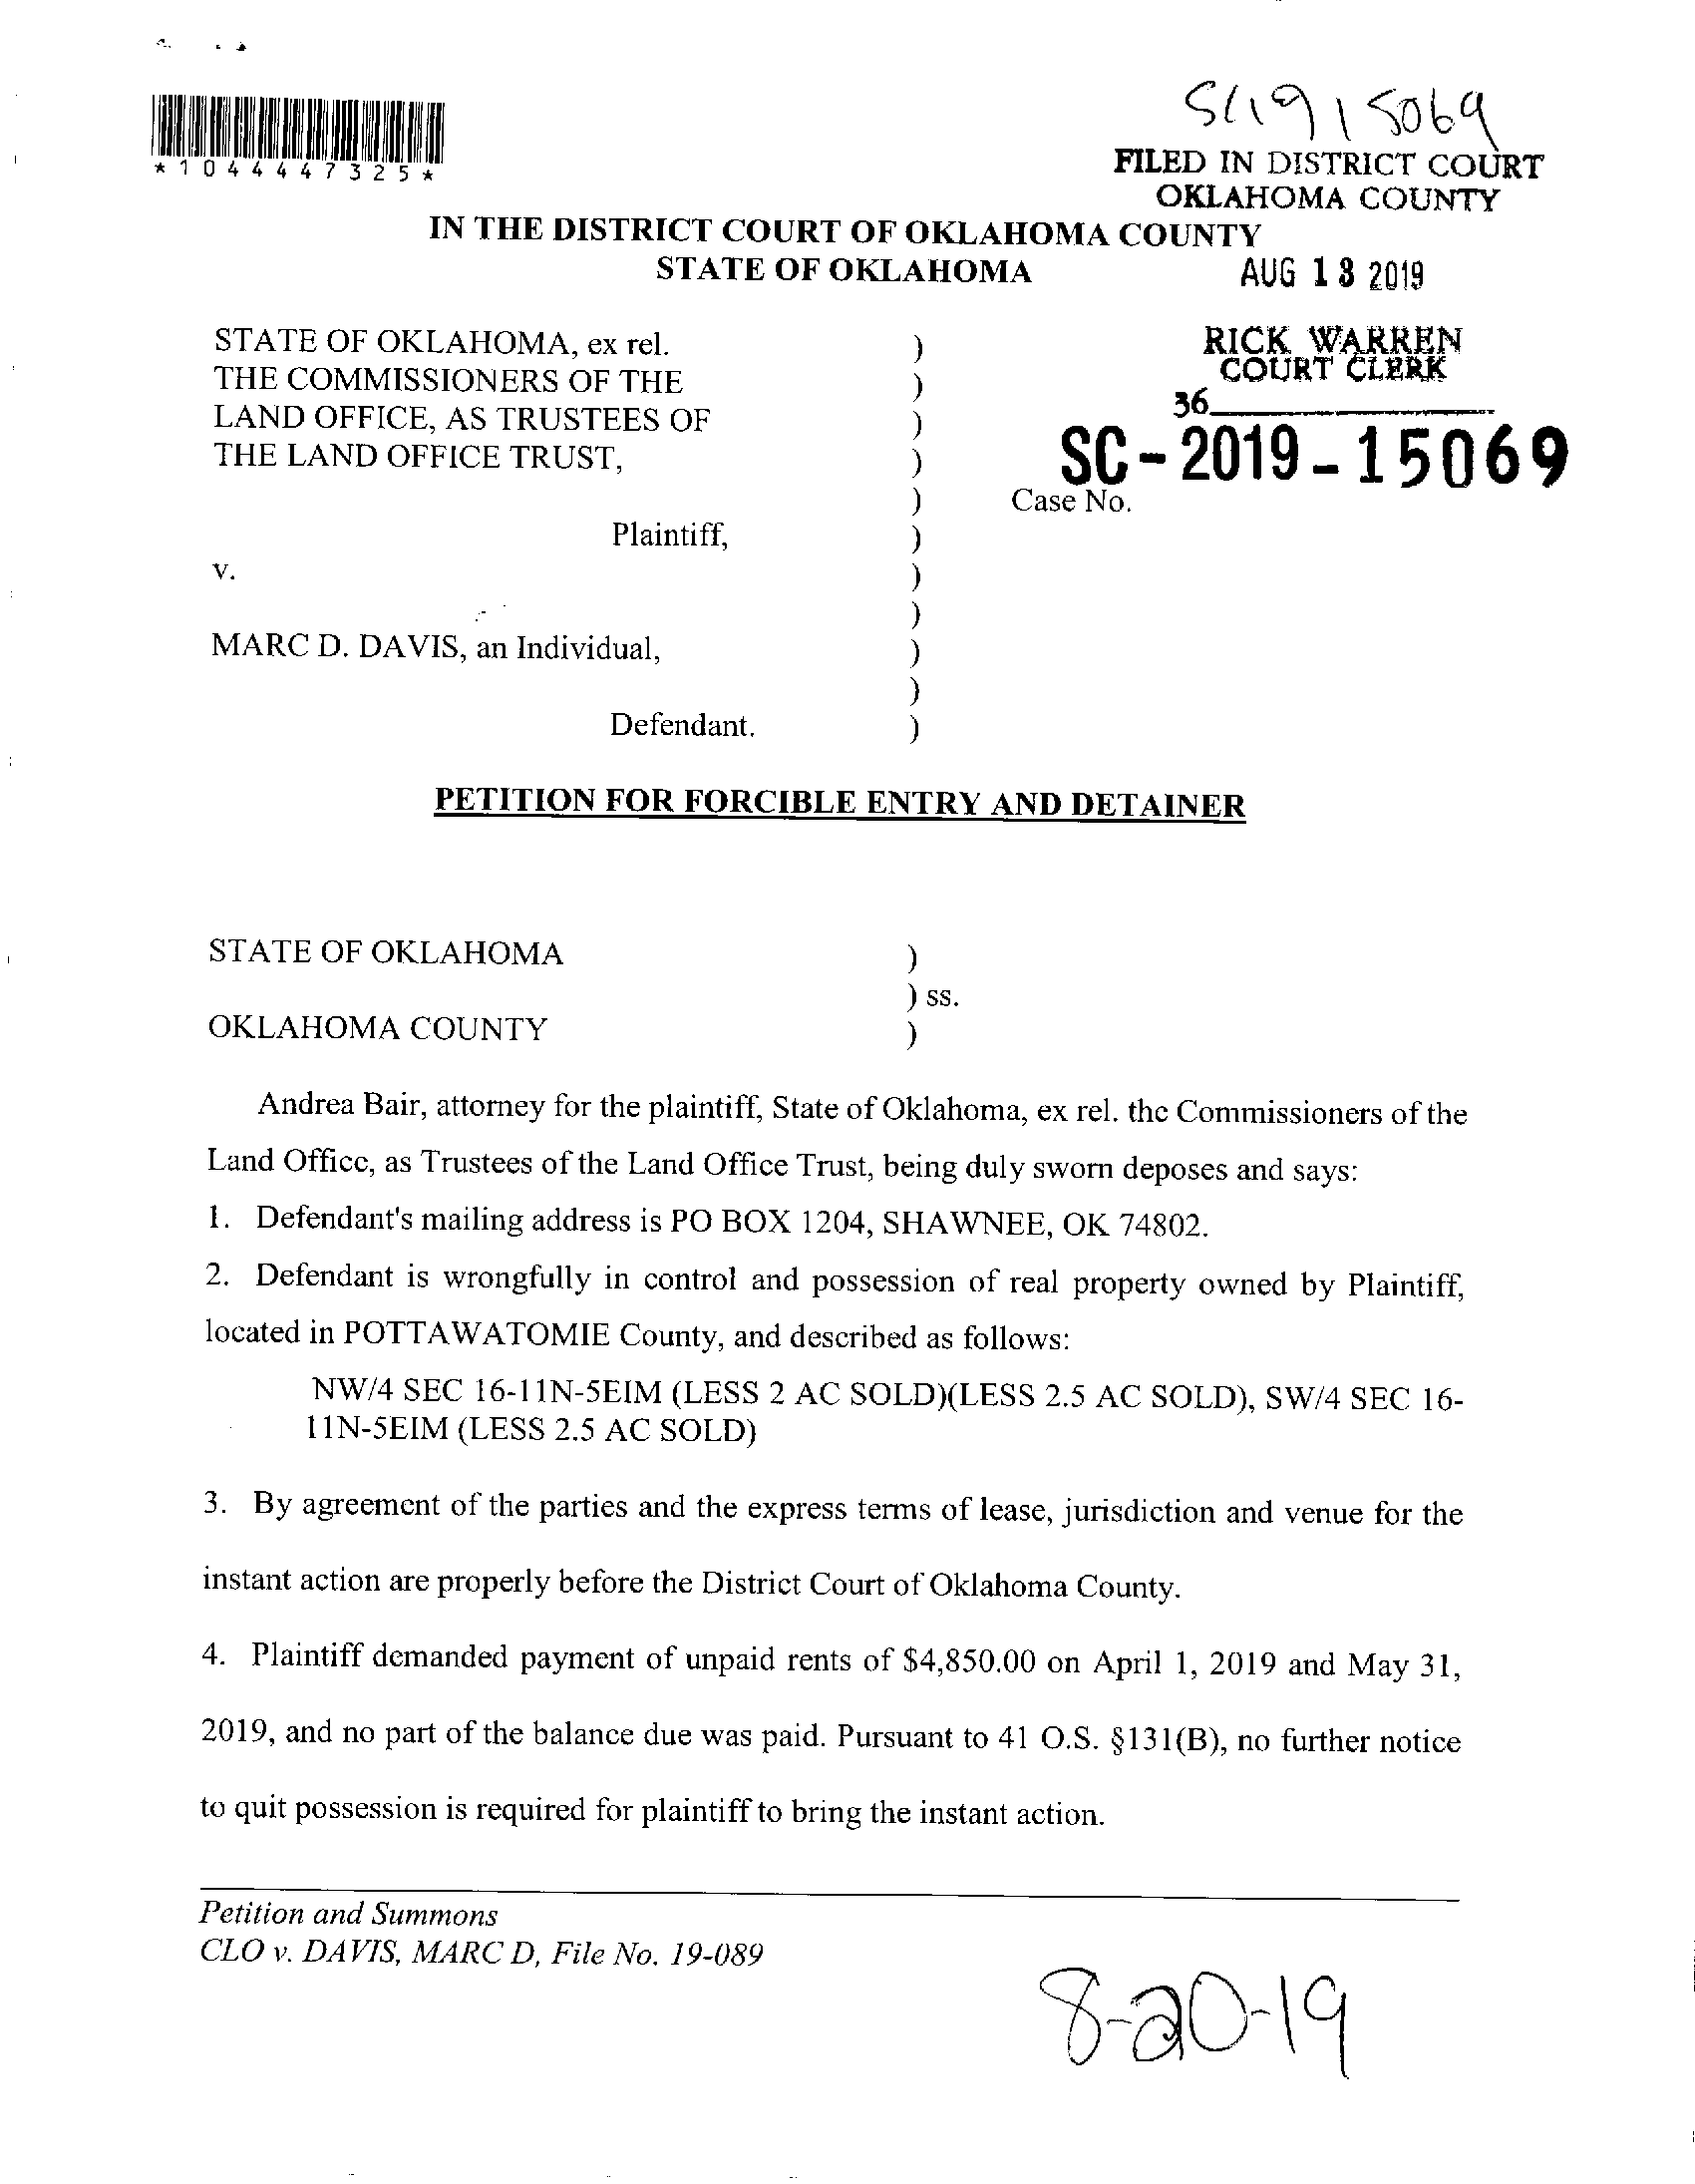 SC19 15069
*1044447325*
FILED IN DISTRICT COURT
OKLAHOMA COUNTY
IN THE DISTRICT COURT OF OKLAHOMA COUNTY
STATE OF OKLAHOMA
AUG 13 2019
STATE OF OKLAHOMA, ex rel. )
THE COMMISSIONERS OF THE )
LAND OFFICE, AS TRUSTEES OF )
THE LAND OFFICE TRUST, )
)
Plaintiff, )
v. )
)
MARC D. DAVIS, an Individual, )
)
Defendant. )
RICK WARREN
COURT CLERK
36
SC-2019-15069
Case No.
PETITION FOR FORCIBLE ENTRY AND DETAINER
STATE OF OKLAHOMA )
) ss.
OKLAHOMA COUNTY )
Andrea Bair, attorney for the plaintiff, State of Oklahoma, ex rel. the Commissioners of the
Land Office, as Trustees of the Land Office Trust, being duly sworn deposes and says:
1. Defendant's mailing address is PO BOX 1204, SHAWNEE, OK 74802.
2. Defendant is wrongfully in control and possession of real property owned by Plaintiff,
located in POTTAWATOMIE County, and described as follows:
NW/4 SEC 16-11N-5EIM (LESS 2 AC SOLD)(LESS 2.5 AC SOLD), SW/4 SEC 16-
11N-5EIM (LESS 2.5 AC SOLD)
3. By agreement of the parties and the express terms of lease, jurisdiction and venue for the
instant action are properly before the District Court of Oklahoma County.
4. Plaintiff demanded payment of unpaid rents of $4,850.00 on April 1, 2019 and May 31,
2019, and no part of the balance due was paid. Pursuant to 41 O.S. §131(B), no further notice
to quit possession is required for plaintiff to bring the instant action.
Petition and Summons
CLO v. DAVIS, MARC D, File No. 19-089
8-20-19